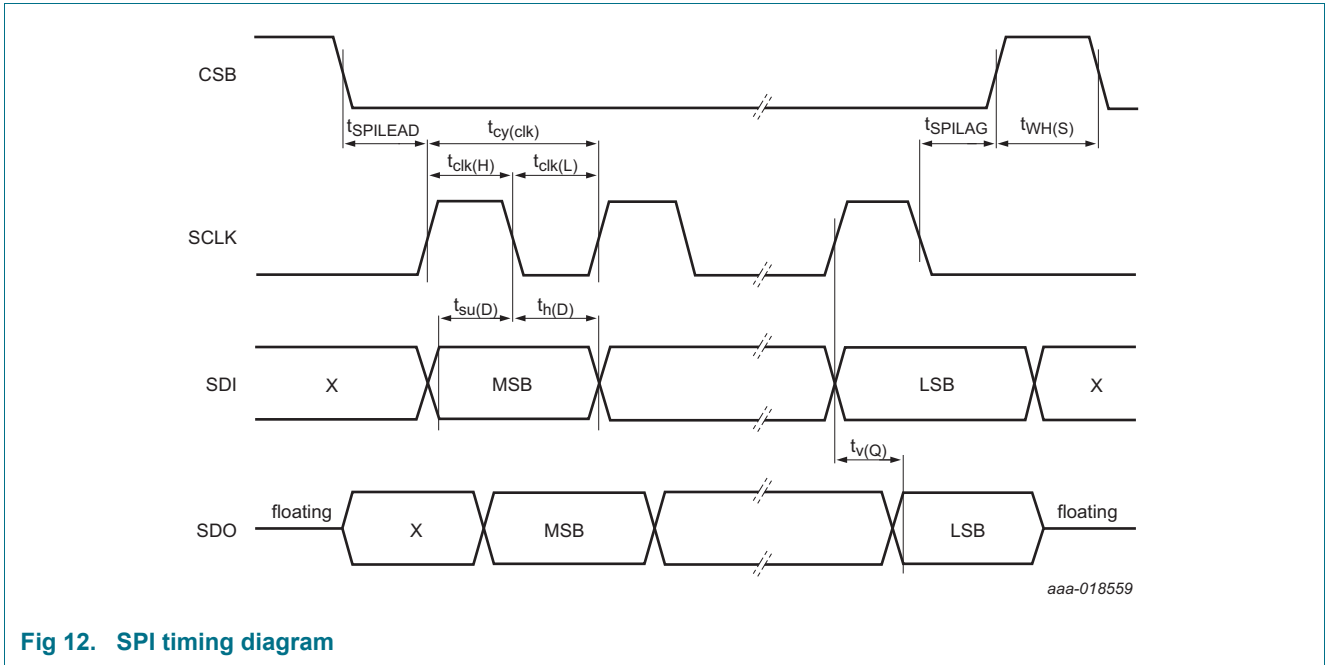 CSB
tSPILEAD
tcy(clk)
tSPILAG
tWH(S)
tclk(H)
tclk(L)
SCLK
tsu(D)
th(D)
SDI
X
MSB
LSB
X
tv(Q)
SDO
floating
X
MSB
LSB
floating
aaa-018559
Fig 12. SPI timing diagram